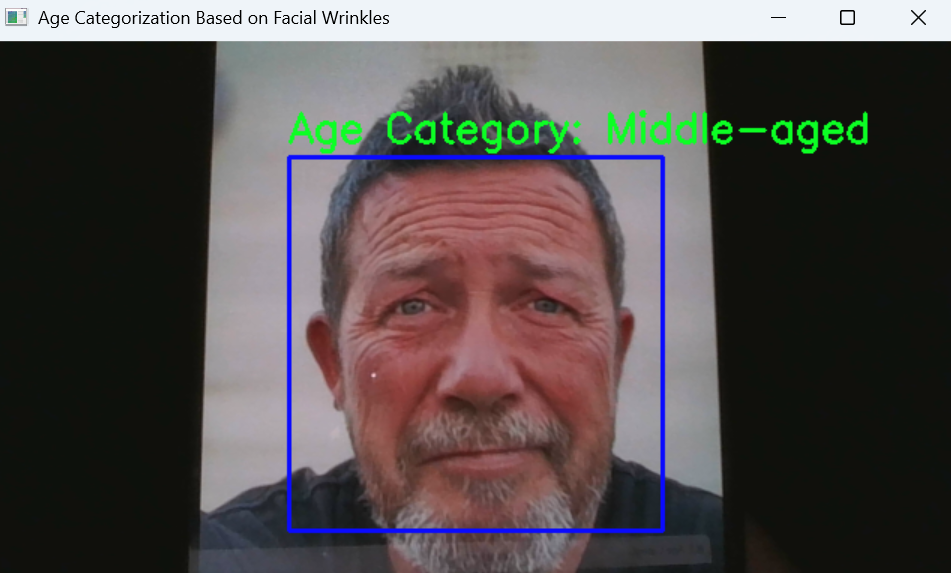 Age Categorization Based on Facial Wrinkles
Age Category: Middle-aged